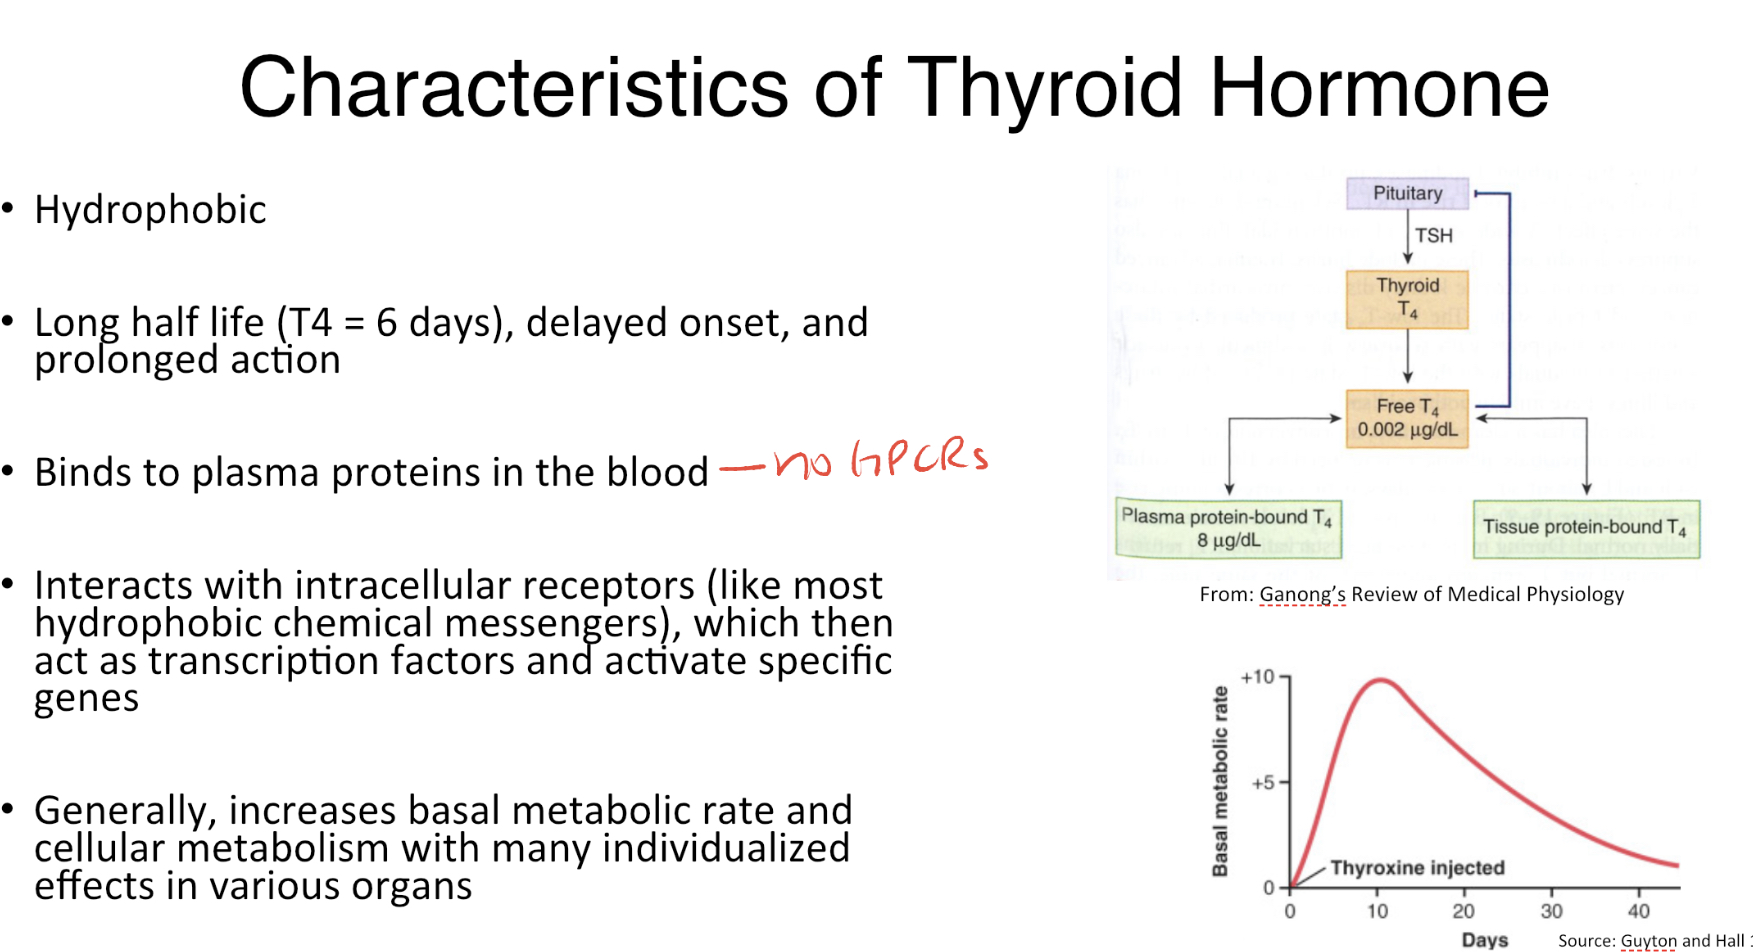 Characteristics of Thyroid Hormone
• Hydrophobic
• Long half life (T4 = 6 days), delayed onset, and
prolonged action
• Binds to plasma proteins in the blood — no GPCRs
• Interacts with intracellular receptors (like most
hydrophobic chemical messengers), which then
act as transcription factors and activate specific
genes
• Generally, increases basal metabolic rate and
cellular metabolism with many individualized
effects in various organs
Pituitary
TSH
Thyroid
T₄
Free T₄
0.002 µg/dL
Plasma protein-bound T₄
8 µg/dL
Tissue protein-bound T₄
From: Ganong's Review of Medical Physiology
Basal metabolic rate
+10
+5
0
Thyroxine injected
0 10 20 30 40
Days
Source: Guyton and Hall